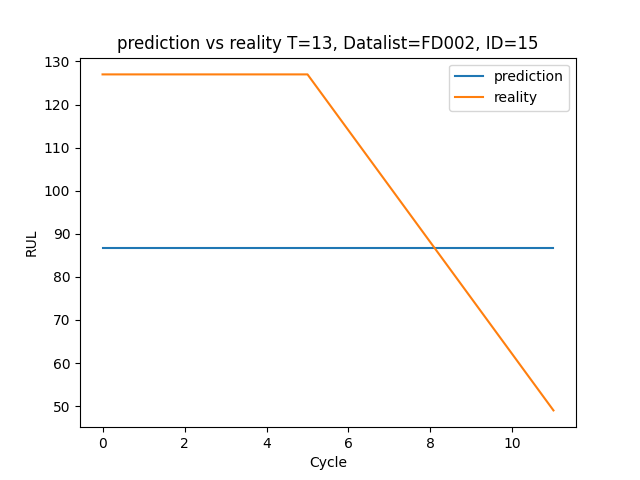 prediction vs reality T=13, Datalist=FD002, ID=15
prediction
reality
130
120
110
100
90
80
70
60
50
RUL
0 2 4 6 8 10
Cycle